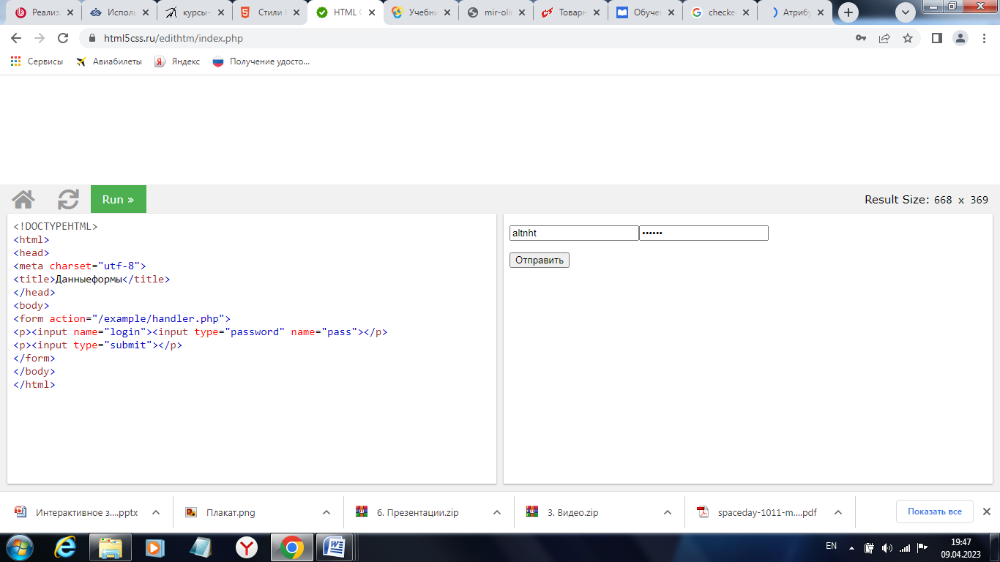 Реализ
Исполь
курсы-
Стили
HTML
Учебни
mir-olin
Товарн
Обучен
checke
Атрибу
html5css.ru/edithtm/index.php
Сервисы
Авиабилеты
Яндекс
Получение удосто...
Run »
Result Size: 668 x 369
<!DOCTYPEHTML>
<html>
<head>
<meta charset="utf-8">
<title>Данныеформы</title>
</head>
<body>
<form action="/example/handler.php">
<p><input name="login"><input type="password" name="pass"></p>
<p><input type="submit"></p>
</form>
</body>
</html>
altnht ••••••
Отправить
Интерактивное з....pptx
Плакат.png
6. Презентации.zip
3. Видео.zip
spaceday-1011-m....pdf
Показать все
EN
19:47
09.04.2023